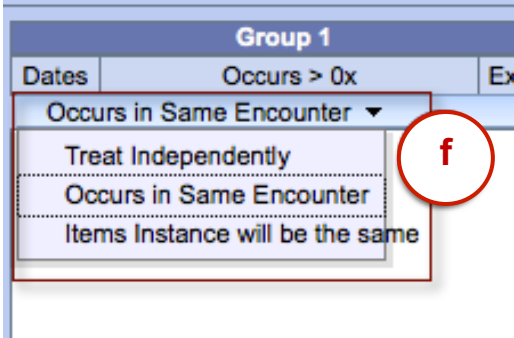 Group 1
Dates Occurs > 0x Ex
Occurs in Same Encounter
Treat Independently
Occurs in Same Encounter
Items Instance will be the same
f